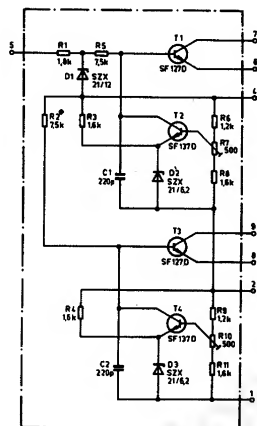 7
5
R1
R5
T1
1,8k
7,5k
6
D1
SZX
21/12
SF127D
4
R2*
7,5k
R3
1,6k
T2
R6
1,2k
R7
500
SF137D
C1
220p
D2
SZX
21/6,2
R8
1,6k
9
T3
8
SF127D
2
R4
1,6k
T4
R9
1,2k
R10
500
SF137D
C2
220p
D3
SZX
21/6,2
R11
1,6k
1